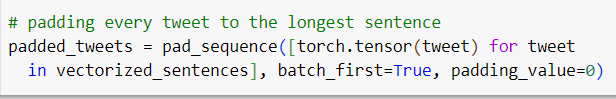 # padding every tweet to the longest sentence
padded_tweets = pad_sequence([torch.tensor(tweet) for tweet
  in vectorized_sentences], batch_first=True, padding_value=0)